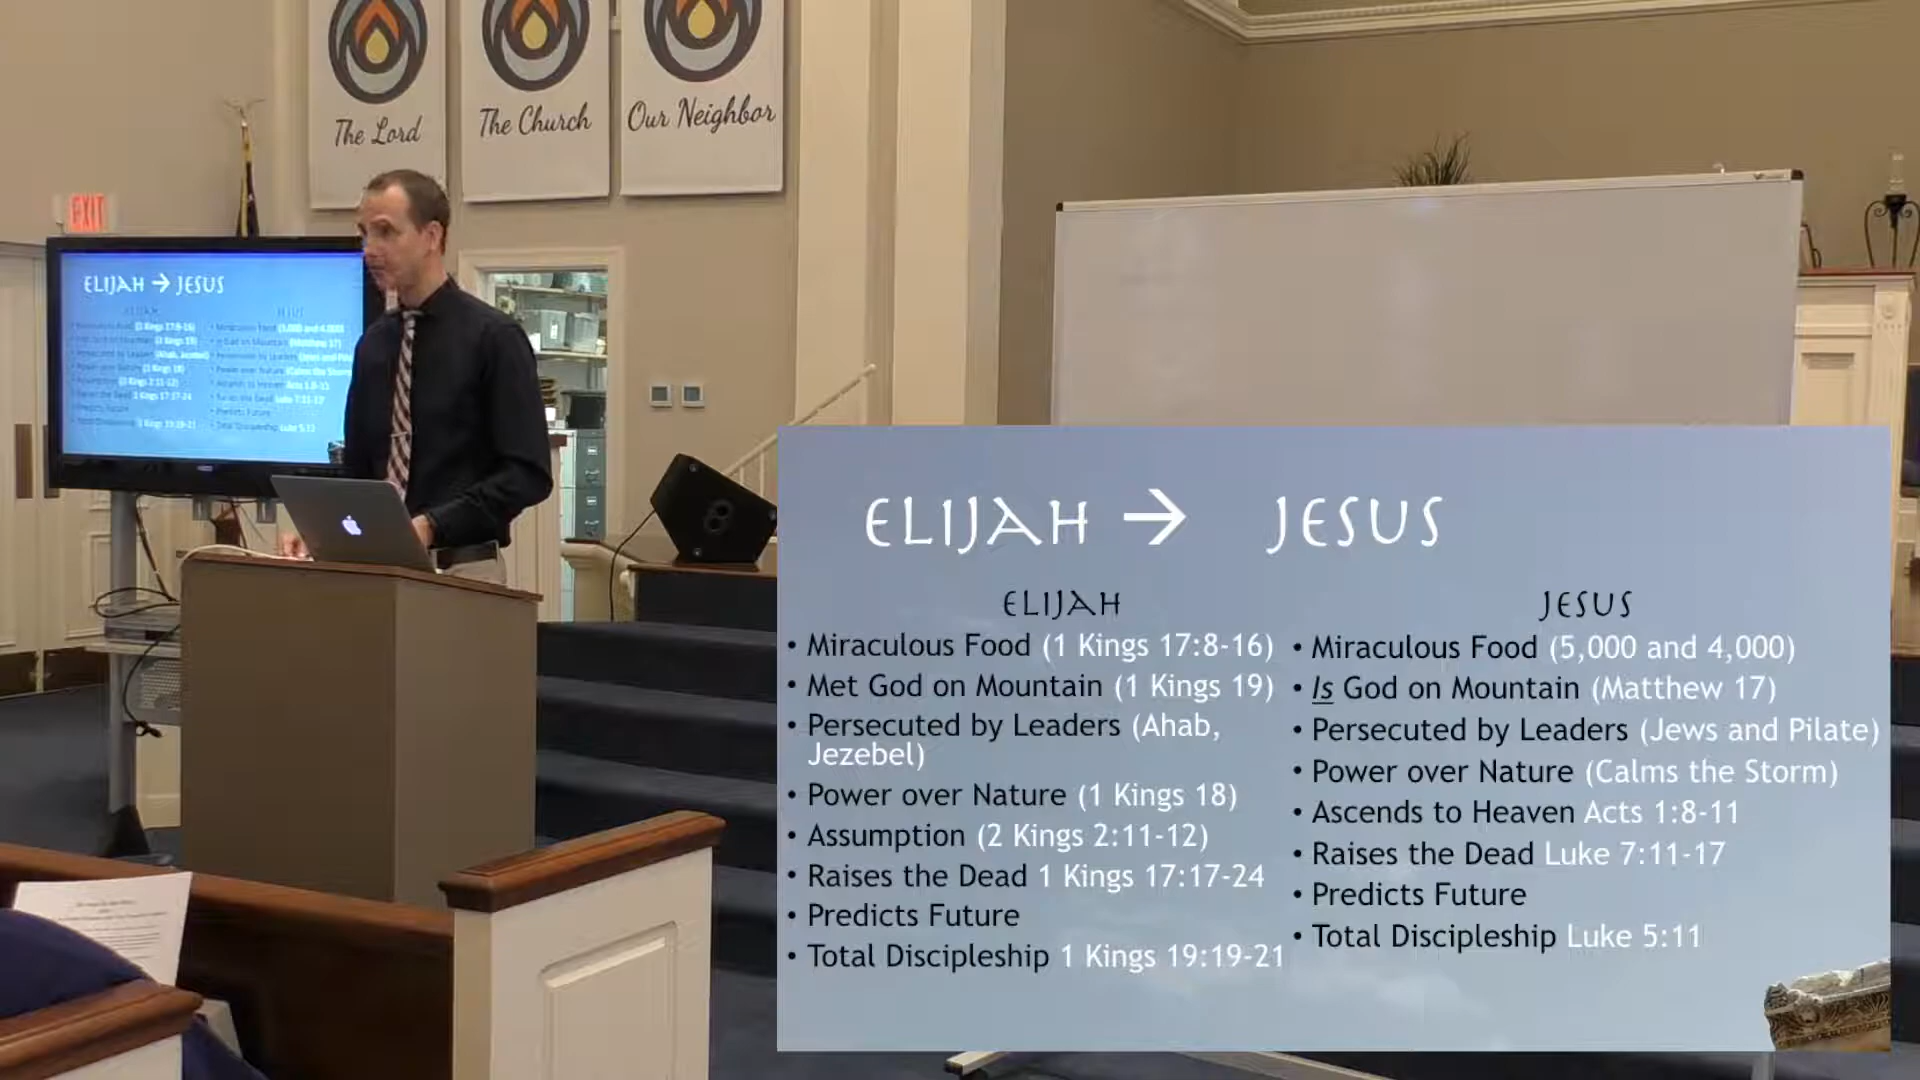 The Lord
The Church
Our Neighbor
EXIT
ELIJAH → JESUS
ELIJAH → JESUS
ELIJAH
• Miraculous Food (1 Kings 17:8-16)
• Met God on Mountain (1 Kings 19)
• Persecuted by Leaders (Ahab,
Jezebel)
• Power over Nature (1 Kings 18)
• Assumption (2 Kings 2:11-12)
• Raises the Dead 1 Kings 17:17-24
• Predicts Future
• Total Discipleship 1 Kings 19:19-21
JESUS
• Miraculous Food (5,000 and 4,000)
• Is God on Mountain (Matthew 17)
• Persecuted by Leaders (Jews and Pilate)
• Power over Nature (Calms the Storm)
• Ascends to Heaven Acts 1:8-11
• Raises the Dead Luke 7:11-17
• Predicts Future
• Total Discipleship Luke 5:11